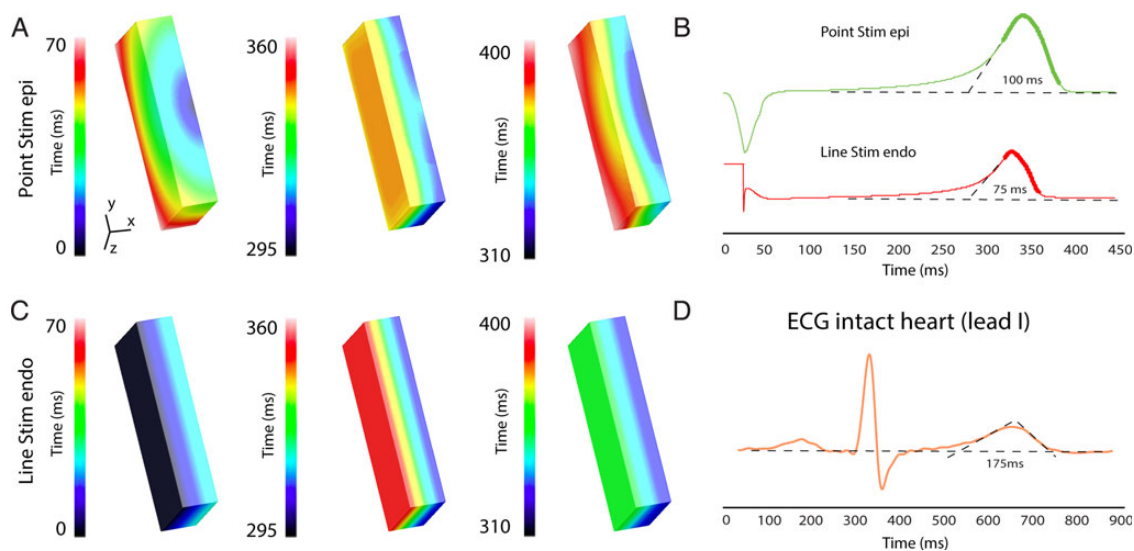 A
70
Time (ms)
0
Point Stim epi
y
x
z
360
Time (ms)
295
400
Time (ms)
310
B
Point Stim epi
100 ms
Line Stim endo
75 ms
0 50 100 150 200 250 300 350 400 450
Time (ms)
C
70
Time (ms)
0
Line Stim endo
360
Time (ms)
295
400
Time (ms)
310
D
ECG intact heart (lead I)
175ms
0 100 200 300 400 500 600 700 800 900
Time (ms)